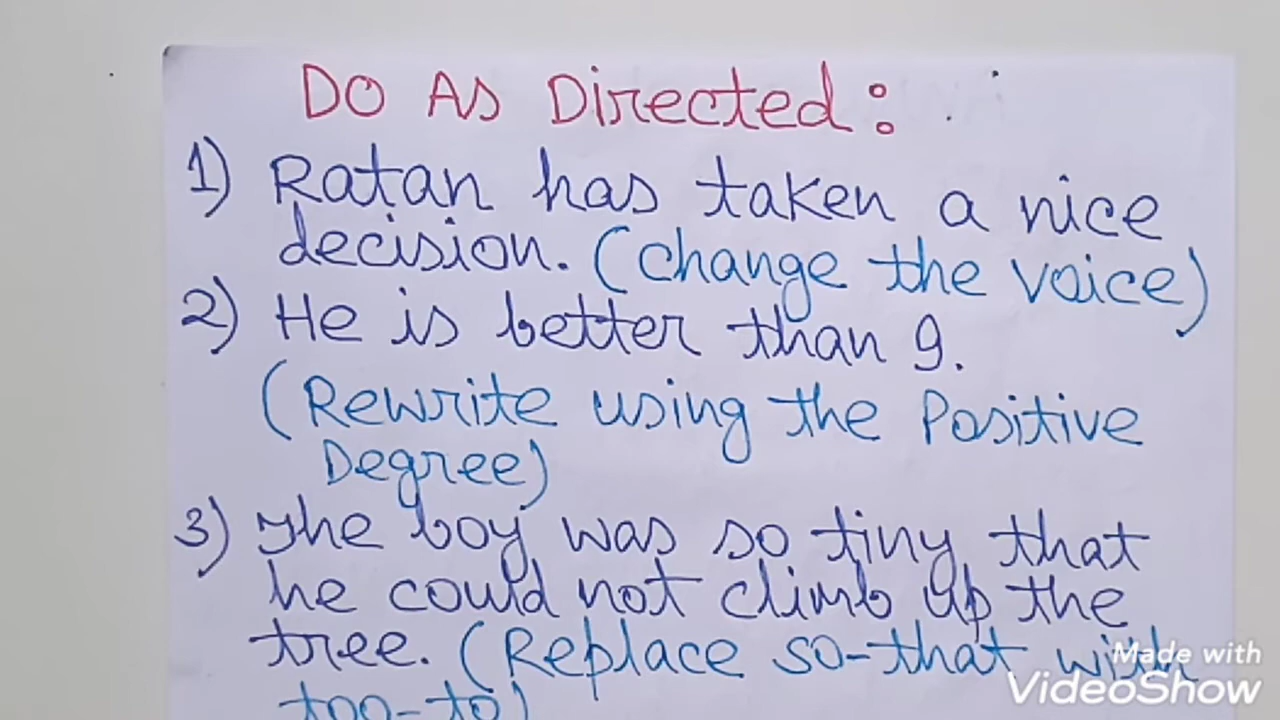 DO AS Directed:
1) Ratan has taken a nice
decision. (change the voice)
2) He is better than I.
(Rewrite using the Positive
Degree)
3) The boy was so tiny that
he could not climb up the
tree. (Replace so-that with
too-to)
Made with
VideoShow